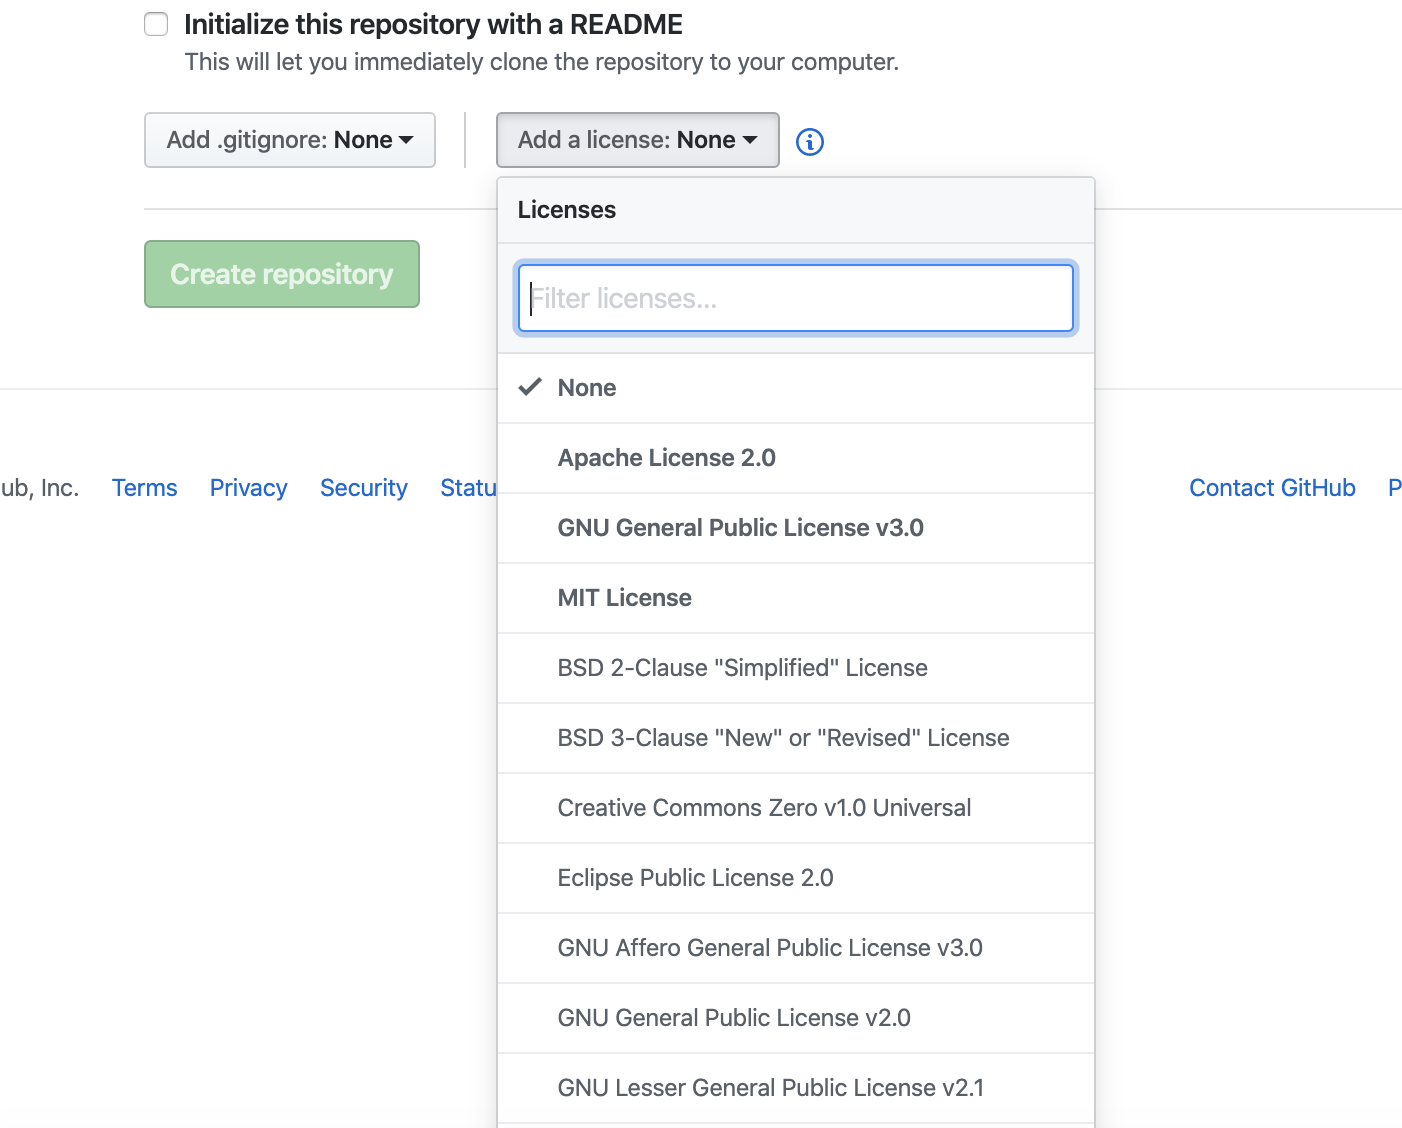 Initialize this repository with a README
This will let you immediately clone the repository to your computer.
Add .gitignore: None
Add a license: None
Licenses
Create repository
Filter licenses...
None
Apache License 2.0
ub, Inc. Terms Privacy Security Statu
Contact GitHub P
GNU General Public License v3.0
MIT License
BSD 2-Clause "Simplified" License
BSD 3-Clause "New" or "Revised" License
Creative Commons Zero v1.0 Universal
Eclipse Public License 2.0
GNU Affero General Public License v3.0
GNU General Public License v2.0
GNU Lesser General Public License v2.1